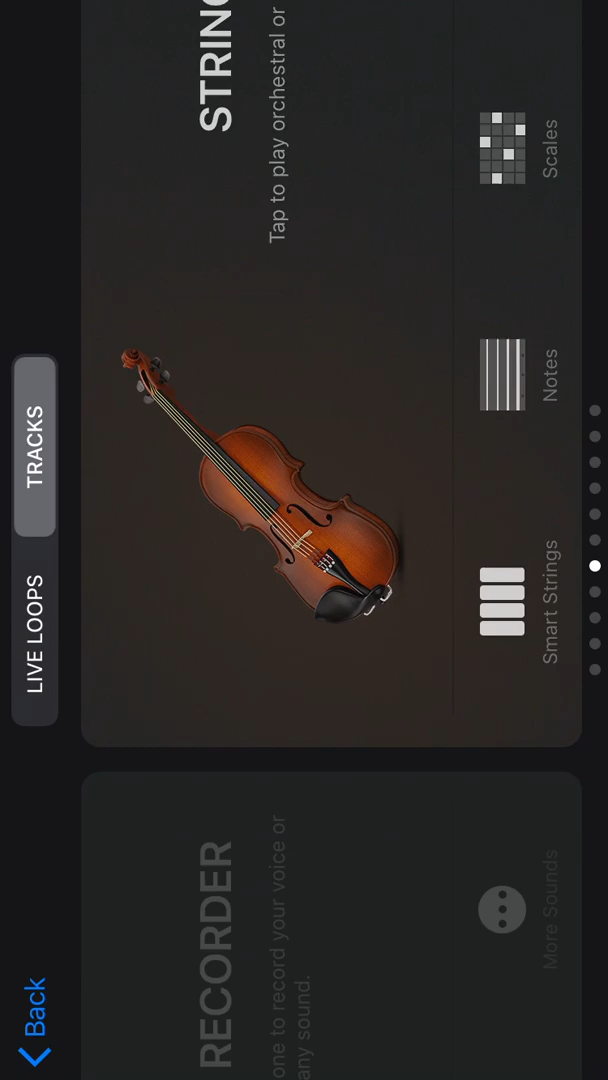 Back
LIVE LOOPS
TRACKS
RECORDER
one to record your voice or
any sound.
More Sounds
STRING
Tap to play orchestral or
Smart Strings
Notes
Scales